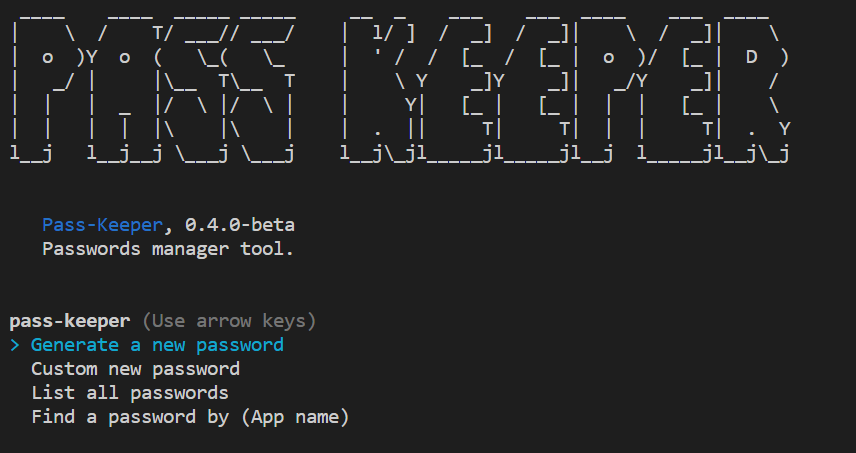 PASS KEEPER
Pass-Keeper, 0.4.0-beta
Passwords manager tool.
pass-keeper (Use arrow keys)
> Generate a new password
Custom new password
List all passwords
Find a password by (App name)